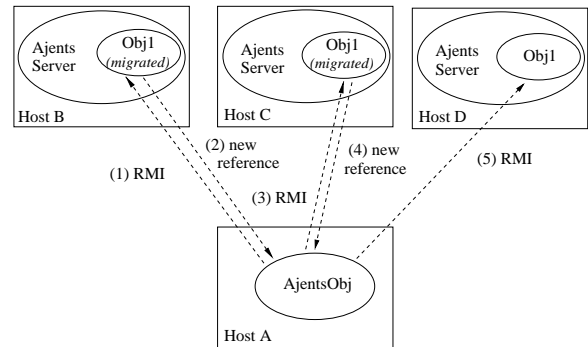 Ajents
Server
Obj1
(migrated)
Host B
Ajents
Server
Obj1
(migrated)
Host C
Ajents
Server
Obj1
Host D
(1) RMI
(2) new
reference
(3) RMI
(4) new
reference
(5) RMI
AjentsObj
Host A